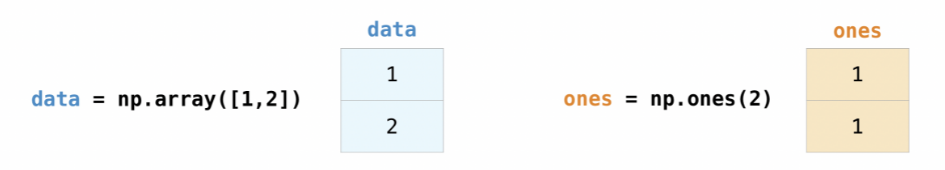 data
ones
data = np.array([1,2])
1
2
ones = np.ones(2)
1
1